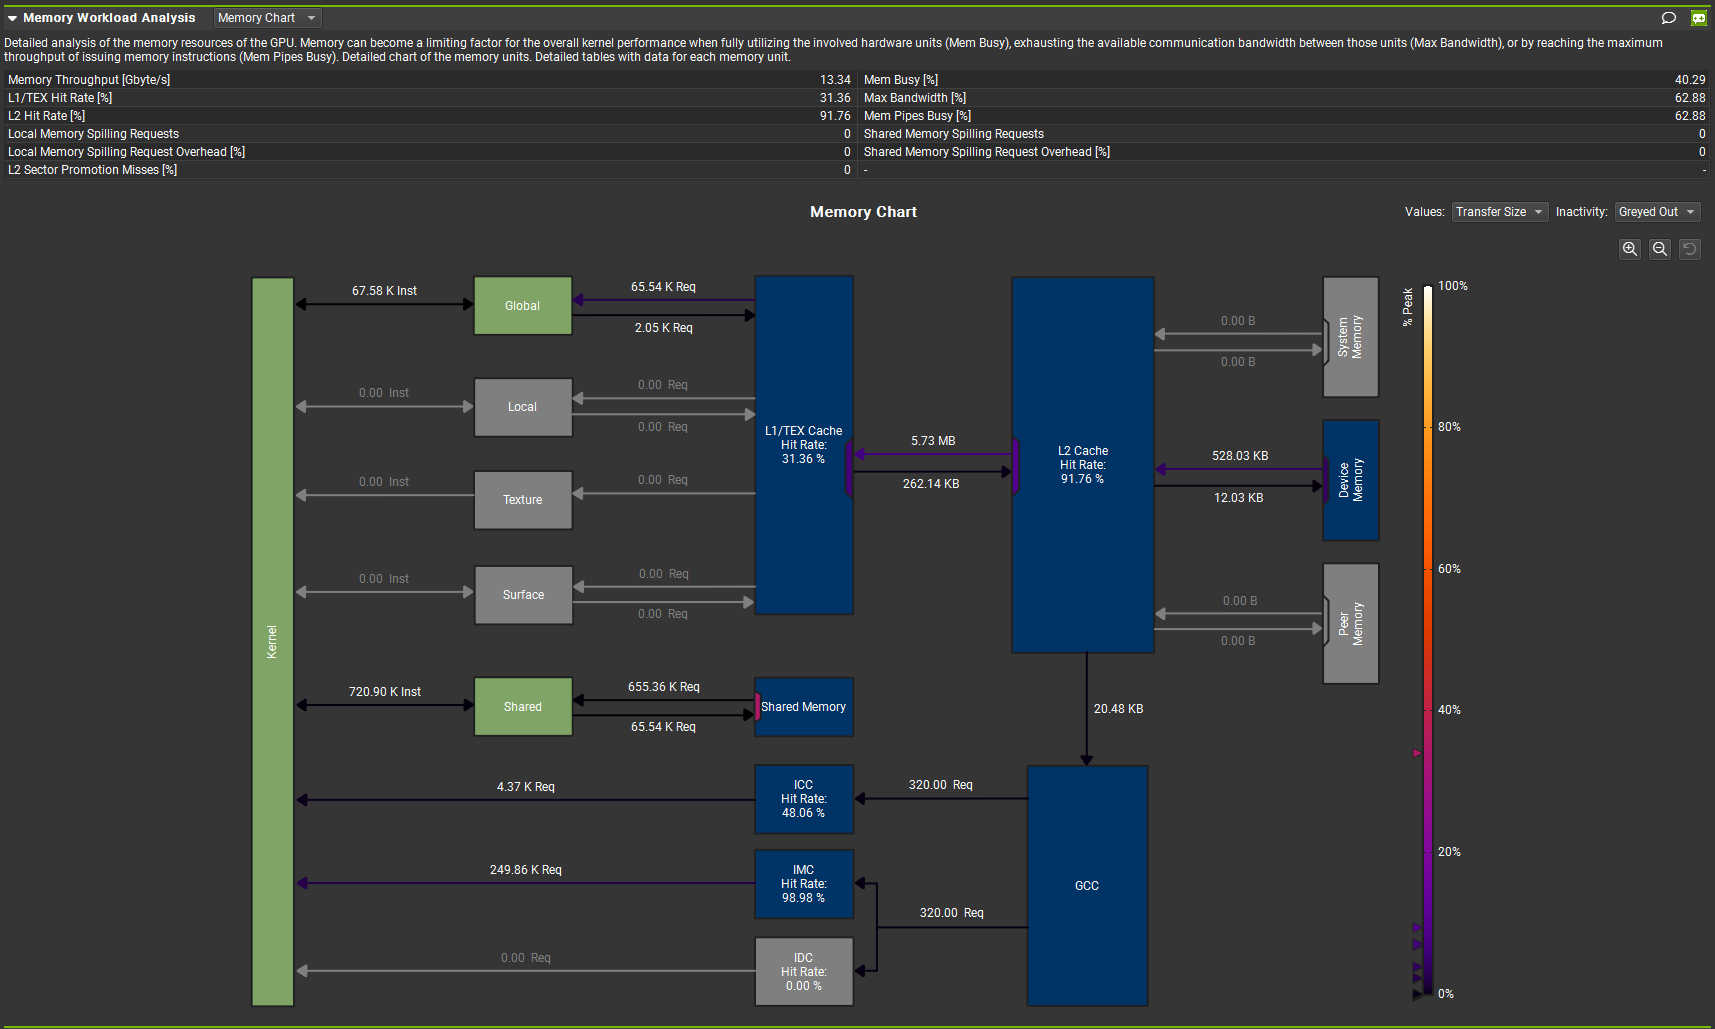 Memory Workload Analysis Memory Chart
Detailed analysis of the memory resources of the GPU. Memory can become a limiting factor for the overall kernel performance when fully utilizing the involved hardware units (Mem Busy), exhausting the available communication bandwidth between those units (Max Bandwidth), or by reaching the maximum
throughput of issuing memory instructions (Mem Pipes Busy). Detailed chart of the memory units. Detailed tables with data for each memory unit.
Memory Throughput [Gbyte/s] 13.34 Mem Busy [%] 40.29
L1/TEX Hit Rate [%] 31.36 Max Bandwidth [%] 62.88
L2 Hit Rate [%] 91.76 Mem Pipes Busy [%] 62.88
Local Memory Spilling Requests 0 Shared Memory Spilling Requests 0
Local Memory Spilling Request Overhead [%] 0 Shared Memory Spilling Request Overhead [%] 0
L2 Sector Promotion Misses [%] 0 - -
Memory Chart
Values: Transfer Size Inactivity: Greyed Out
Kernel
67.58 K Inst
Global
65.54 K Req
2.05 K Req
0.00 Inst
Local
0.00 Req
0.00 Req
0.00 Inst
Texture
0.00 Req
0.00 Inst
Surface
0.00 Req
0.00 Req
L1/TEX Cache
Hit Rate:
31.36 %
5.73 MB
262.14 KB
L2 Cache
Hit Rate:
91.76 %
0.00 B
0.00 B
System
Memory
528.03 KB
12.03 KB
Device
Memory
0.00 B
0.00 B
Peer
Memory
720.90 K Inst
Shared
655.36 K Req
65.54 K Req
Shared Memory
20.48 KB
4.37 K Req
ICC
Hit Rate:
48.06 %
320.00 Req
249.86 K Req
IMC
Hit Rate:
98.98 %
320.00 Req
GCC
0.00 Req
IDC
Hit Rate:
0.00 %
% Peak
100%
80%
60%
40%
20%
0%